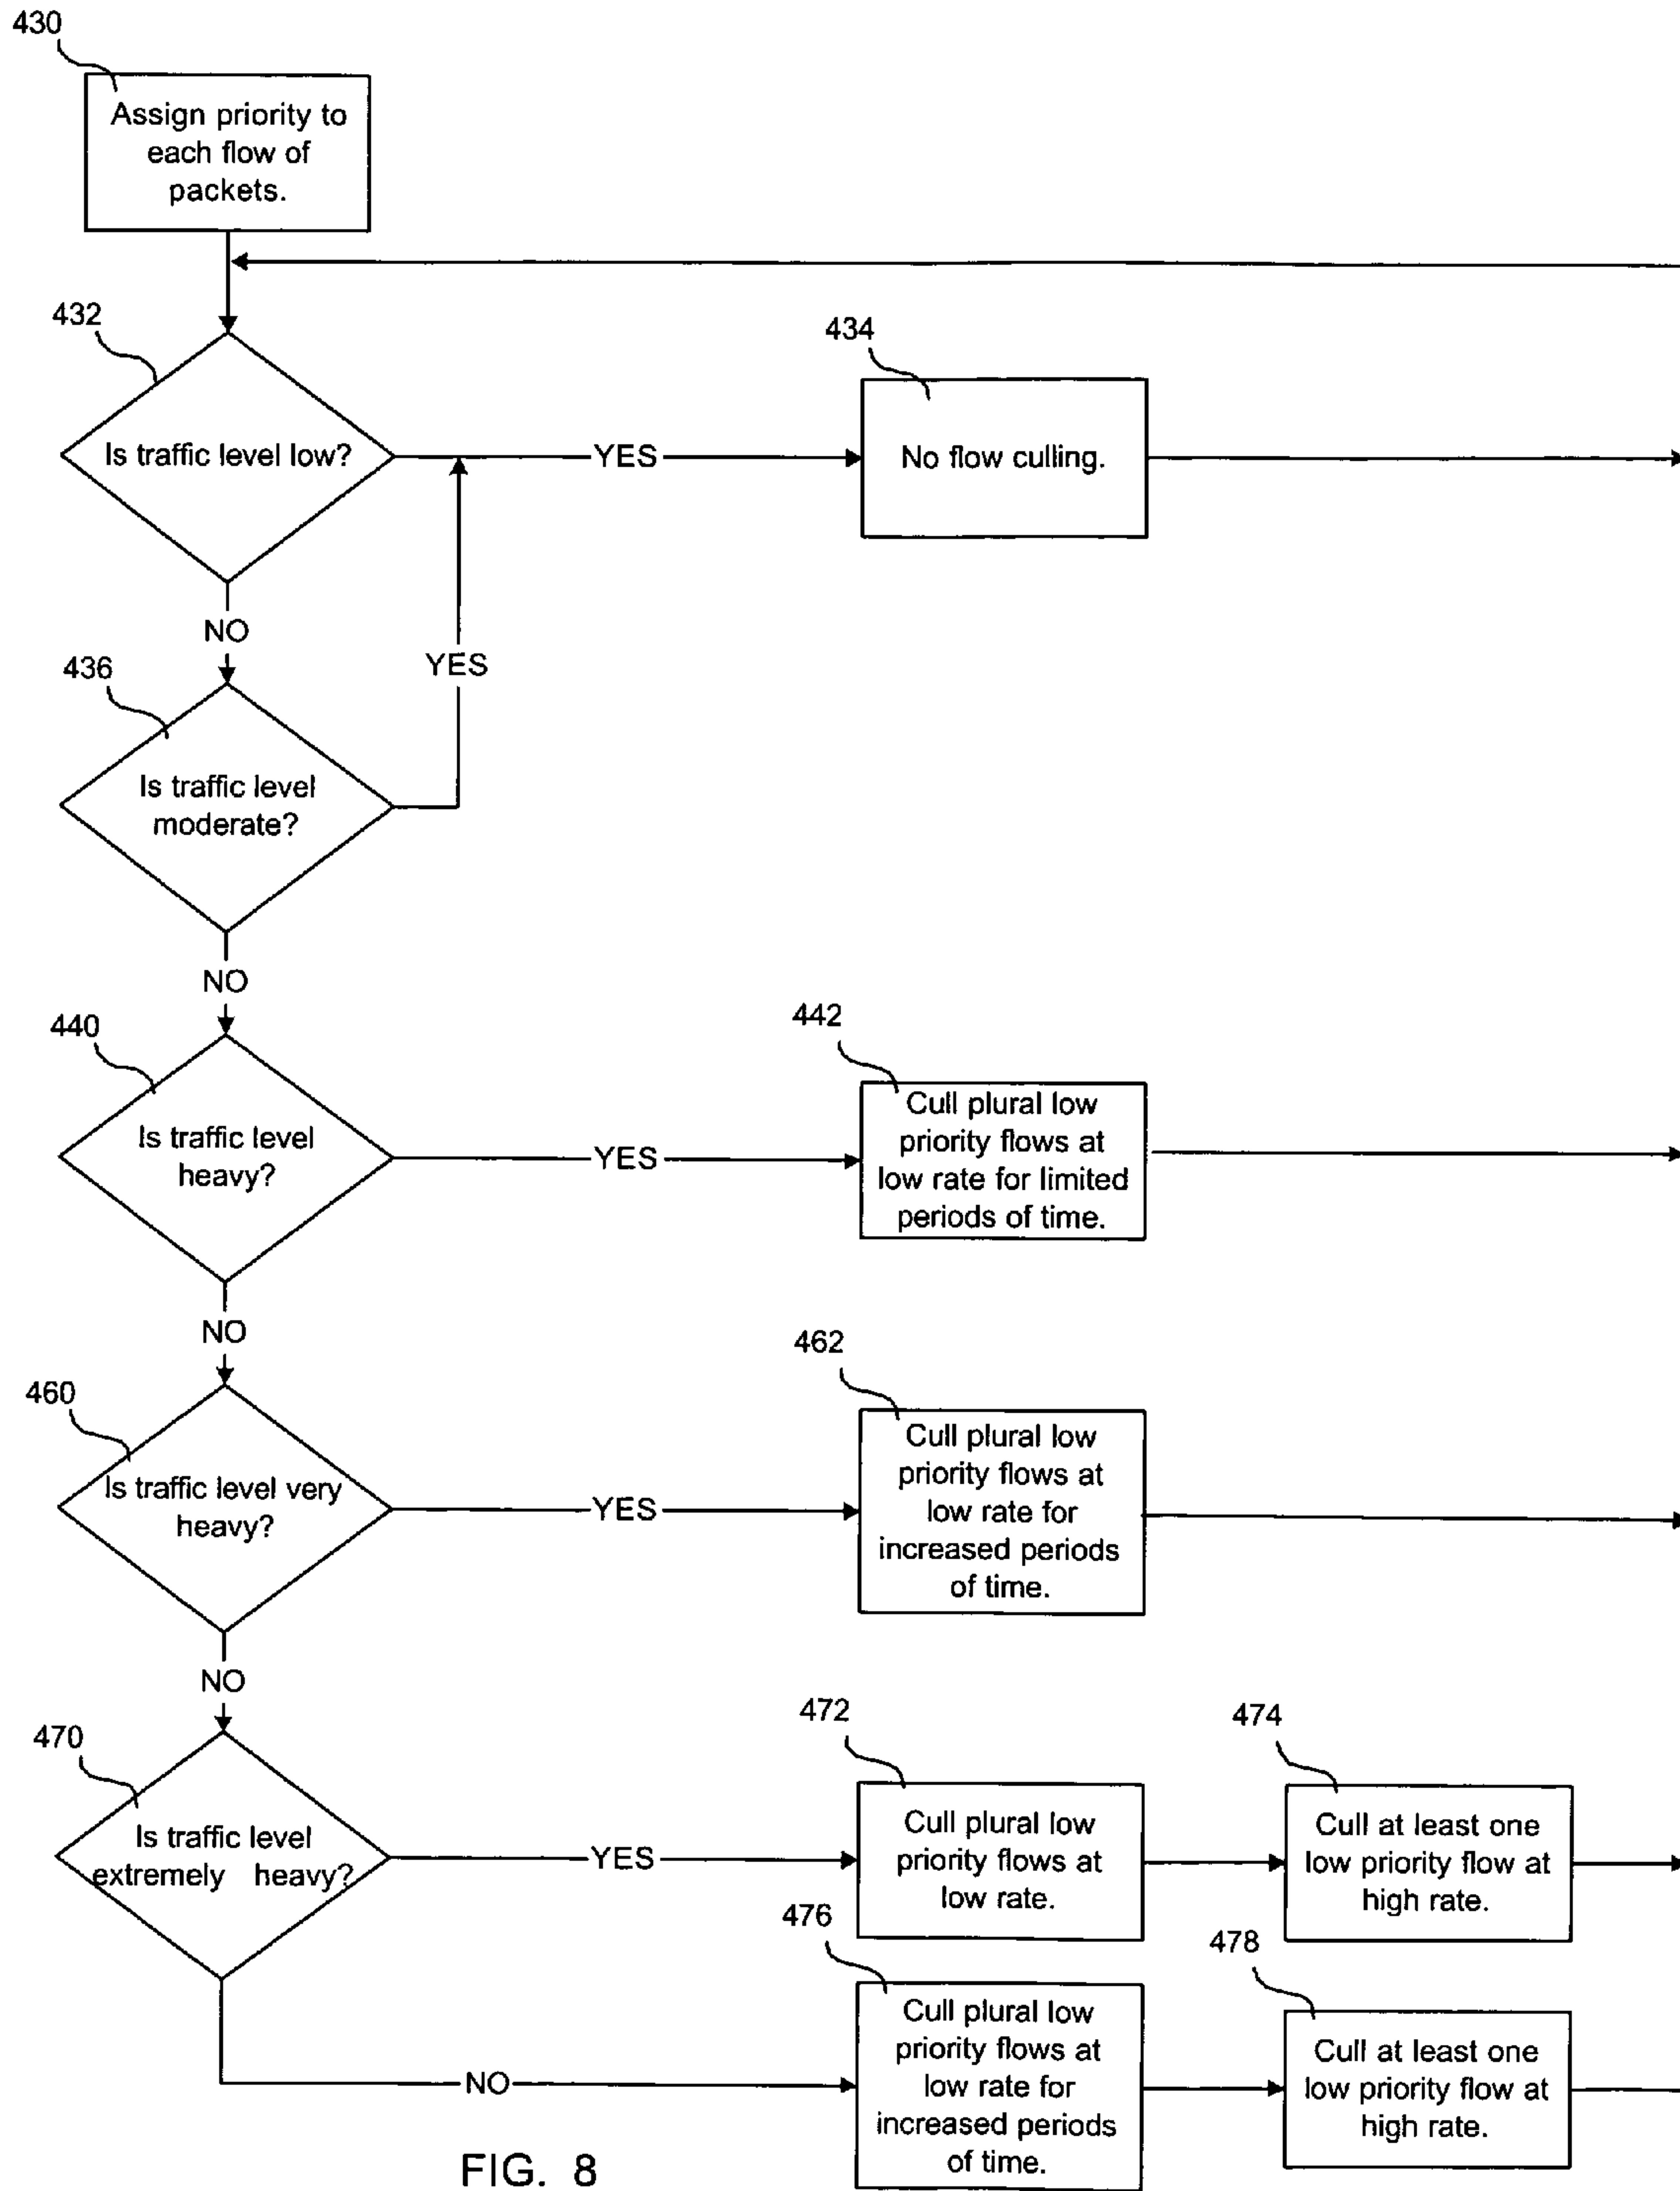 430
Assign priority to
each flow of
packets.
432
Is traffic level low?
YES
434
No flow culling.
NO
YES
436
Is traffic level
moderate?
NO
440
Is traffic level
heavy?
YES
442
Cull plural low
priority flows at
low rate for limited
periods of time.
NO
460
Is traffic level very
heavy?
YES
462
Cull plural low
priority flows at
low rate for
increased periods
of time.
NO
470
Is traffic level
extremely heavy?
YES
472
Cull plural low
priority flows at
low rate.
474
Cull at least one
low priority flow at
high rate.
NO
476
Cull plural low
priority flows at
low rate for
increased periods
of time.
478
Cull at least one
low priority flow at
high rate.
FIG. 8